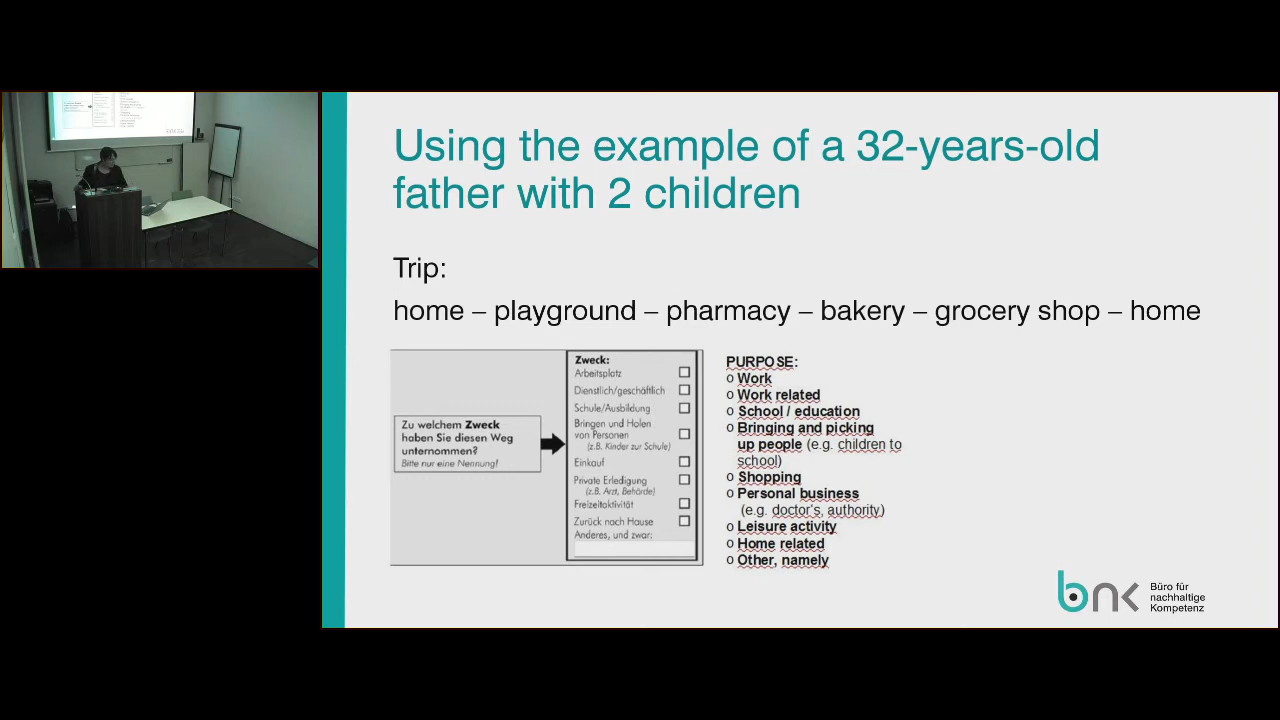 Using the example of a 32-years-old
father with 2 children
Trip:
home – playground – pharmacy – bakery – grocery shop – home
Zu welchem Zweck
haben Sie diesen Weg
unternommen?
Bitte nur eine Nennung!
Zweck:
Arbeitsplatz
Dienstlich/geschäftlich
Schule/Ausbildung
Bringen und Holen
von Personen
(z.B. Kinder zur Schule)
Einkauf
Private Erledigung
(z.B. Arzt, Behörde)
Freizeitaktivität
Zurück nach Hause
Anderes, und zwar:
PURPOSE:
o Work
o Work related
o School / education
o Bringing and picking
up people (e.g. children to
school)
o Shopping
o Personal business
(e.g. doctor's, authority)
o Leisure activity
o Home related
o Other, namely
bnk
Büro für
nachhaltige
Kompetenz